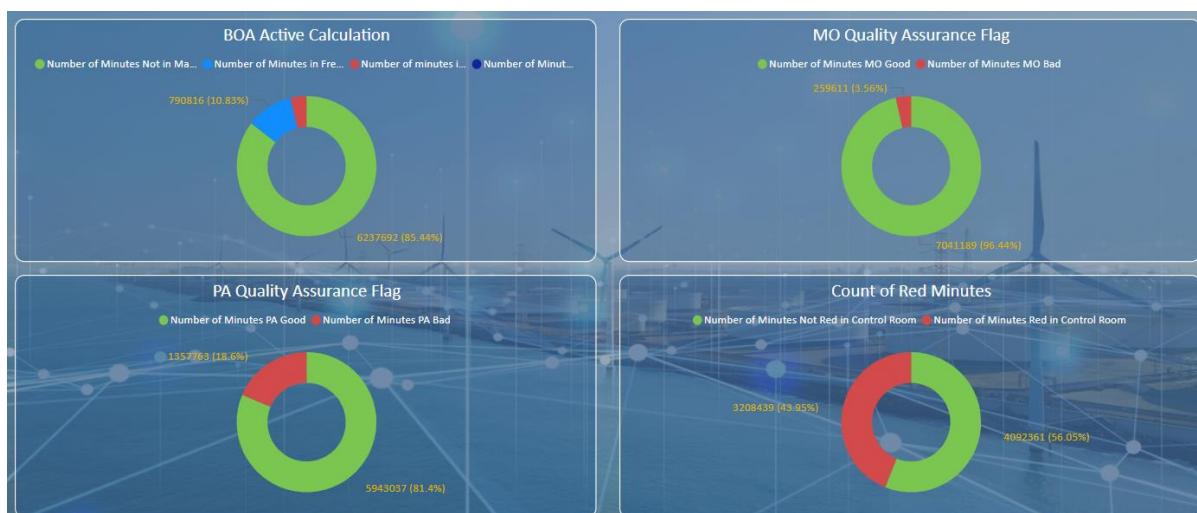 BOA Active Calculation
Number of Minutes Not in Ma... Number of Minutes in Fre... Number of minutes i... Number of Minut...
790816 (10.83%)
6237692 (85.44%)
MO Quality Assurance Flag
Number of Minutes MO Good Number of Minutes MO Bad
259611 (3.56%)
7041189 (96.44%)
PA Quality Assurance Flag
Number of Minutes PA Good Number of Minutes PA Bad
1357763 (18.6%)
5943037 (81.4%)
Count of Red Minutes
Number of Minutes Not Red in Control Room Number of Minutes Red in Control Room
3208439 (43.95%)
4092361 (56.05%)